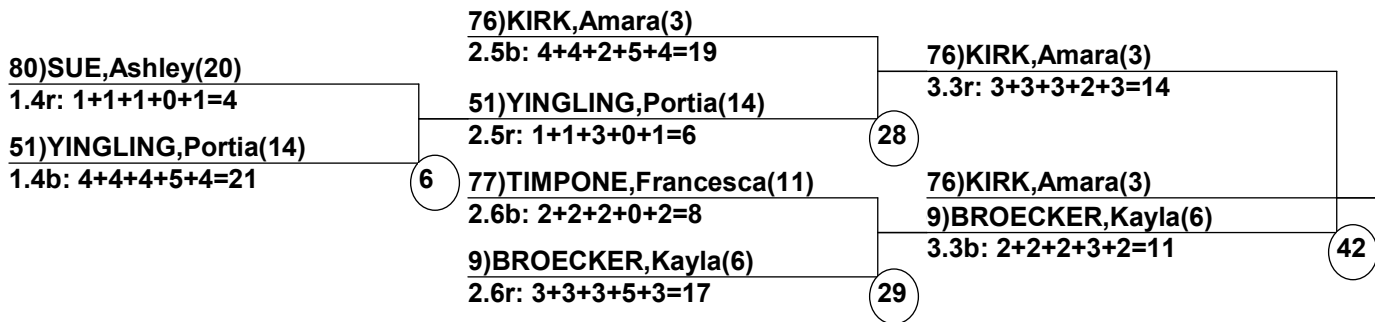 80)SUE,Ashley(20)
1.4r: 1+1+1+0+1=4
51)YINGLING,Portia(14)
1.4b: 4+4+4+5+4=21
6
76)KIRK,Amara(3)
2.5b: 4+4+2+5+4=19
51)YINGLING,Portia(14)
2.5r: 1+1+3+0+1=6
28
77)TIMPONE,Francesca(11)
2.6b: 2+2+2+0+2=8
9)BROECKER,Kayla(6)
2.6r: 3+3+3+5+3=17
29
76)KIRK,Amara(3)
3.3r: 3+3+3+2+3=14
76)KIRK,Amara(3)
9)BROECKER,Kayla(6)
3.3b: 2+2+2+3+2=11
42